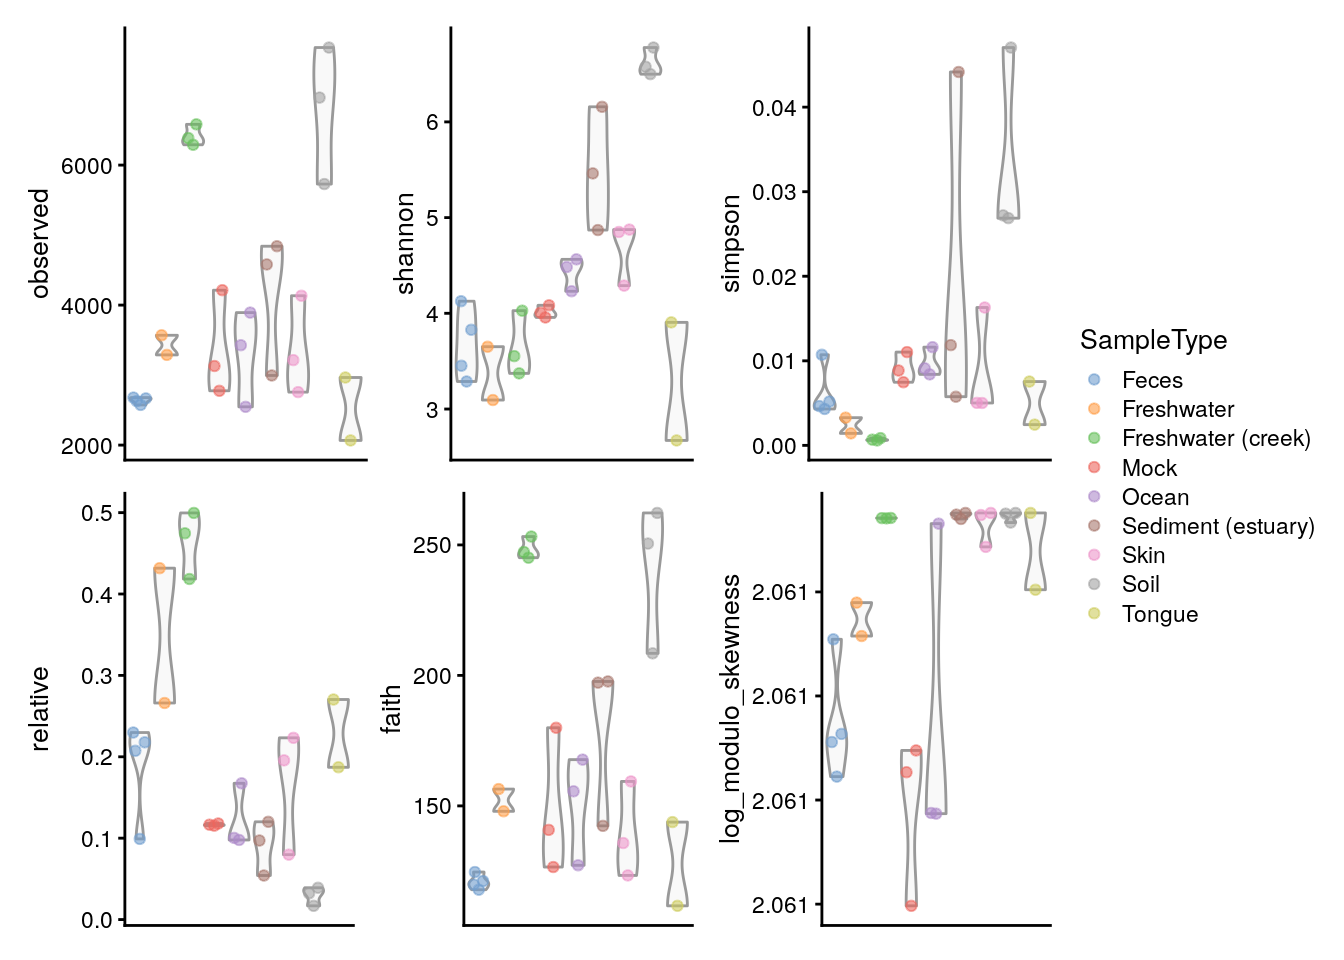 observed
6000
4000
2000
shannon
6
5
4
3
simpson
0.04
0.03
0.02
0.01
0.00
relative
0.5
0.4
0.3
0.2
0.1
0.0
faith
250
200
150
log_modulo_skewness
2.061
2.061
2.061
2.061
SampleType
Feces
Freshwater
Freshwater (creek)
Mock
Ocean
Sediment (estuary)
Skin
Soil
Tongue